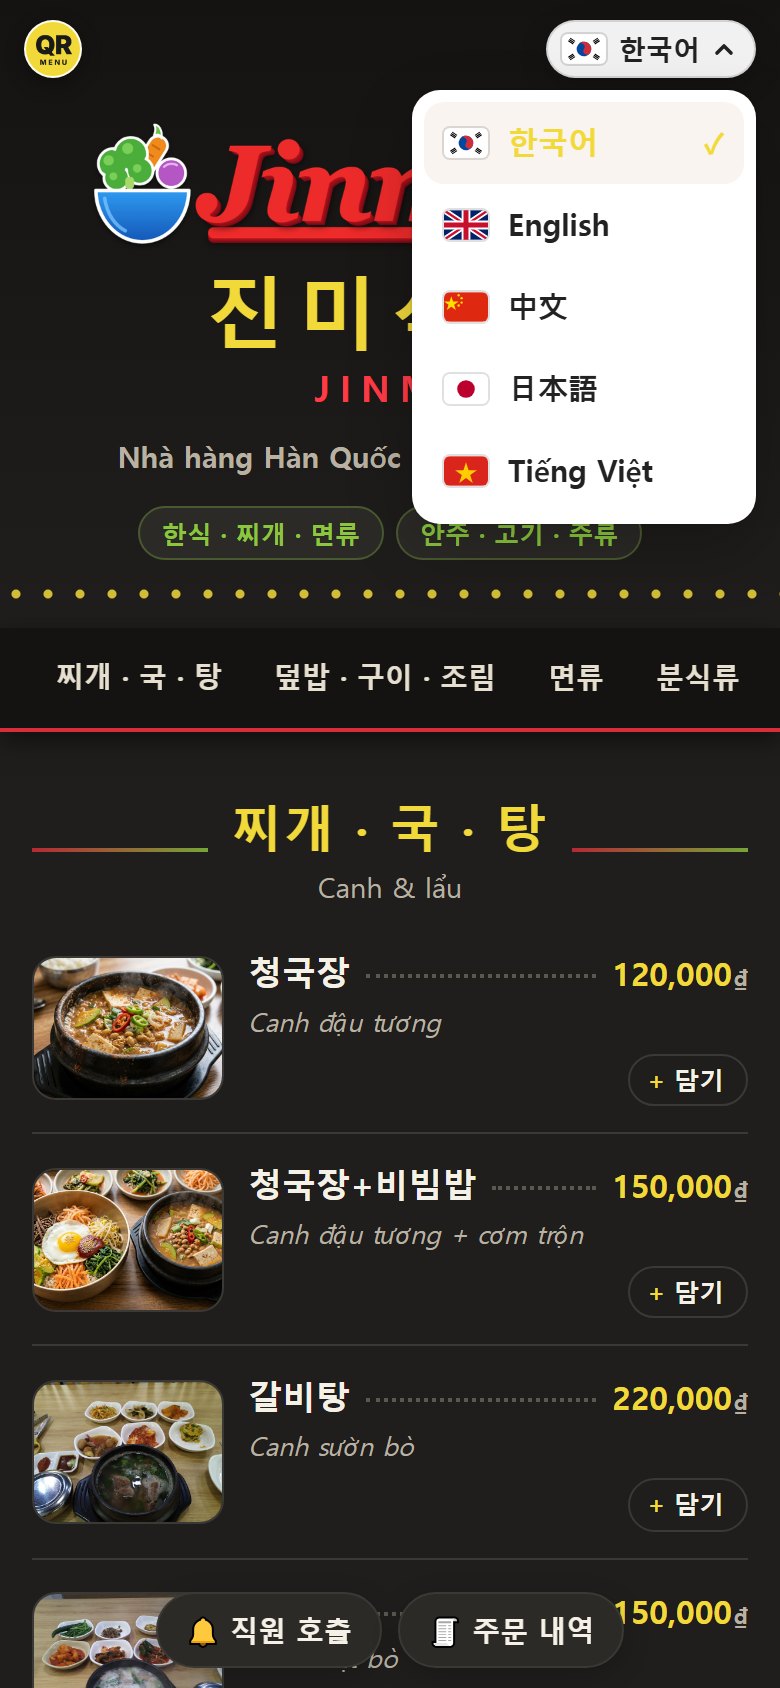 QR
MENU
한국어
한국어
English
中文
日本語
Tiếng Việt
진미
Nhà hàng Hàn Quốc
한식 · 찌개 · 면류
안주 · 고기 · 주류
찌개 · 국 · 탕
덮밥 · 구이 · 조림
면류
분식류
찌개 · 국 · 탕
Canh & lẩu
청국장 120,000₫
Canh đậu tương
+ 담기
청국장+비빔밥 150,000₫
Canh đậu tương + cơm trộn
+ 담기
갈비탕 220,000₫
Canh sườn bò
+ 담기
150,000₫
bò
직원 호출
주문 내역